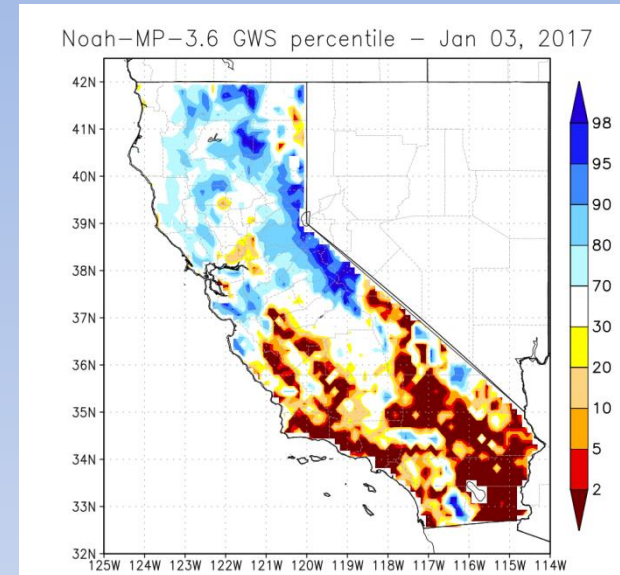 Noah-MP-3.6 GWS percentile - Jan 03, 2017
42N
41N
40N
39N
38N
37N
36N
35N
34N
33N
32N
125W 124W 123W 122W 121W 120W 119W 118W 117W 116W 115W 114W
98
95
90
80
70
30
20
10
5
2